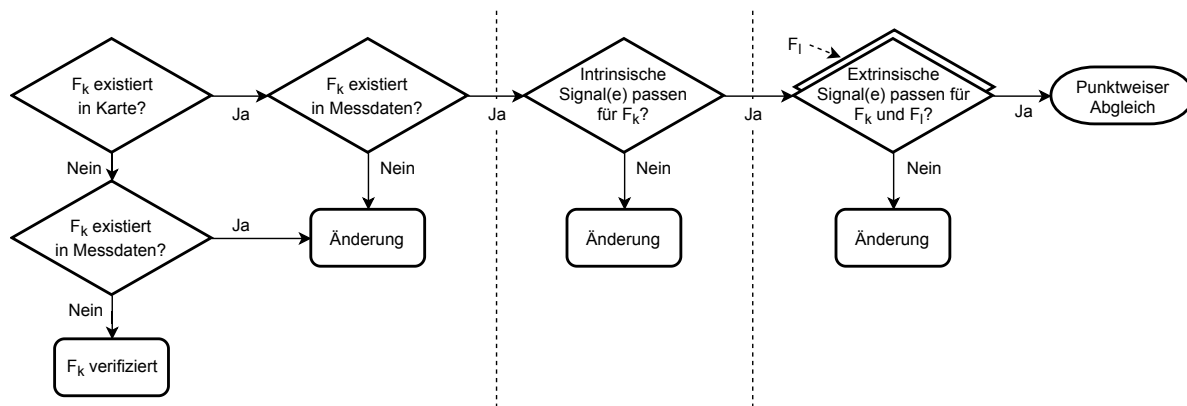 F_k existiert
in Karte?
Ja
F_k existiert
in Messdaten?
Ja
Intrinsische
Signal(e) passen
für F_k?
Ja
F_l
Extrinsische
Signal(e) passen für
F_k und F_l?
Ja
Punktweiser
Abgleich
Nein
Nein
Nein
Nein
F_k existiert
in Messdaten?
Ja
Änderung
Änderung
Änderung
Nein
F_k verifiziert